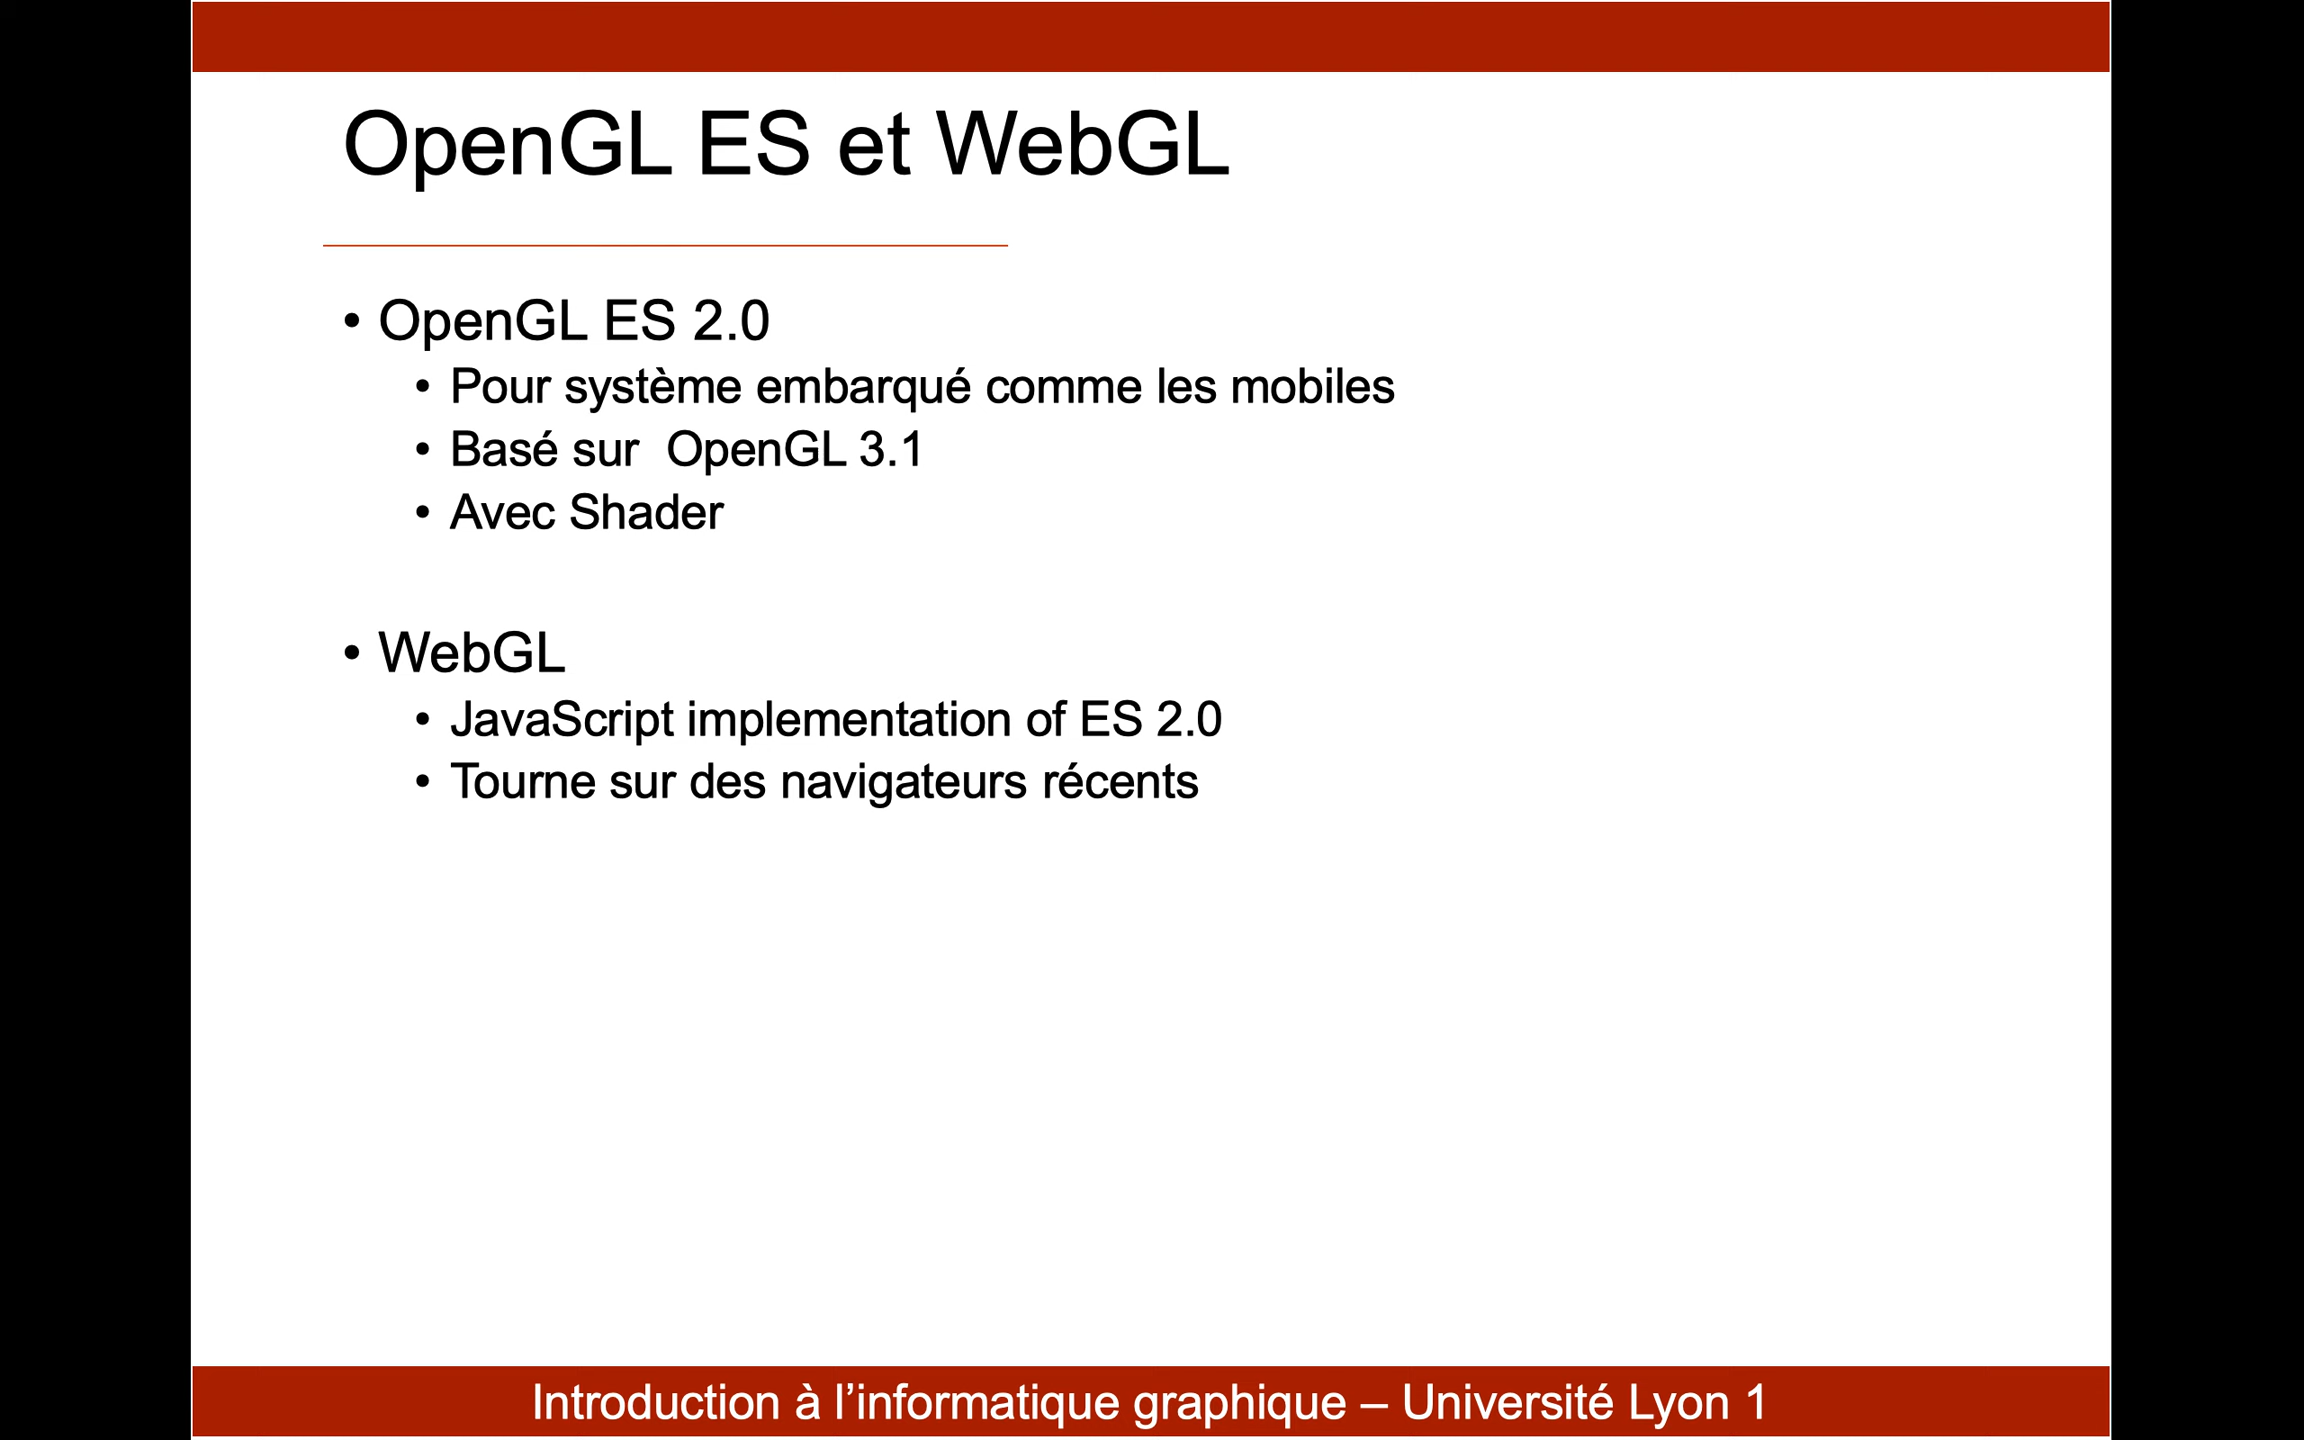 OpenGL ES et WebGL
• OpenGL ES 2.0
• Pour système embarqué comme les mobiles
• Basé sur  OpenGL 3.1
• Avec Shader
• WebGL
• JavaScript implementation of ES 2.0
• Tourne sur des navigateurs récents
Introduction à l’informatique graphique – Université Lyon 1